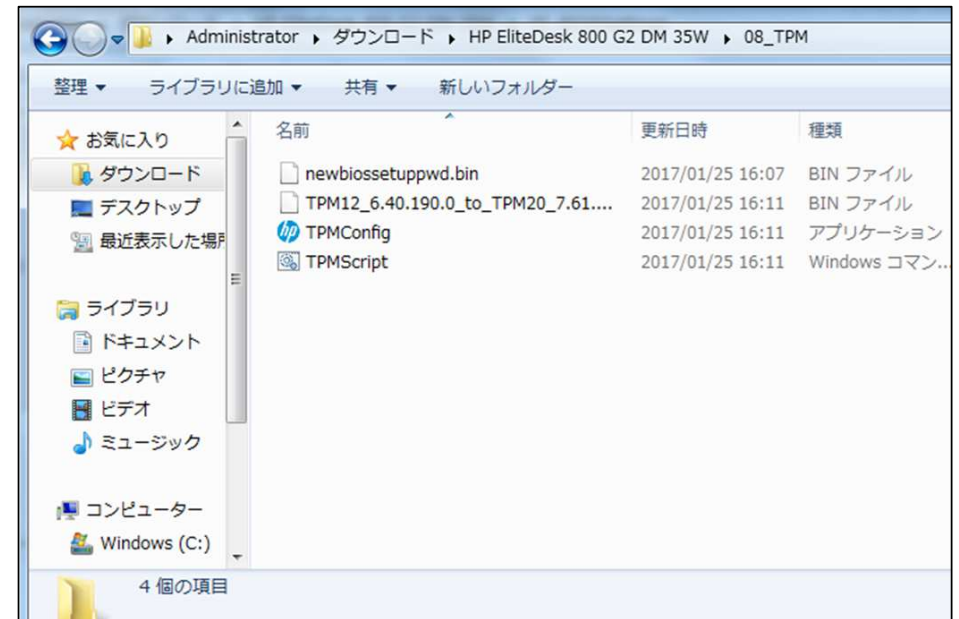 Administrator ▸ ダウンロード ▸ HP EliteDesk 800 G2 DM 35W ▸ 08_TPM
整理 ▼ ライブラリに追加 ▼ 共有 ▼ 新しいフォルダー
お気に入り
ダウンロード
デスクトップ
最近表示した場所
ライブラリ
ドキュメント
ピクチャ
ビデオ
ミュージック
コンピューター
Windows (C:)
名前 更新日時 種類
newbiossetuppwd.bin 2017/01/25 16:07 BIN ファイル
TPM12_6.40.190.0_to_TPM20_7.61.... 2017/01/25 16:11 BIN ファイル
hp TPMConfig 2017/01/25 16:11 アプリケーション
TPMScript 2017/01/25 16:11 Windows コマン...
4 個の項目